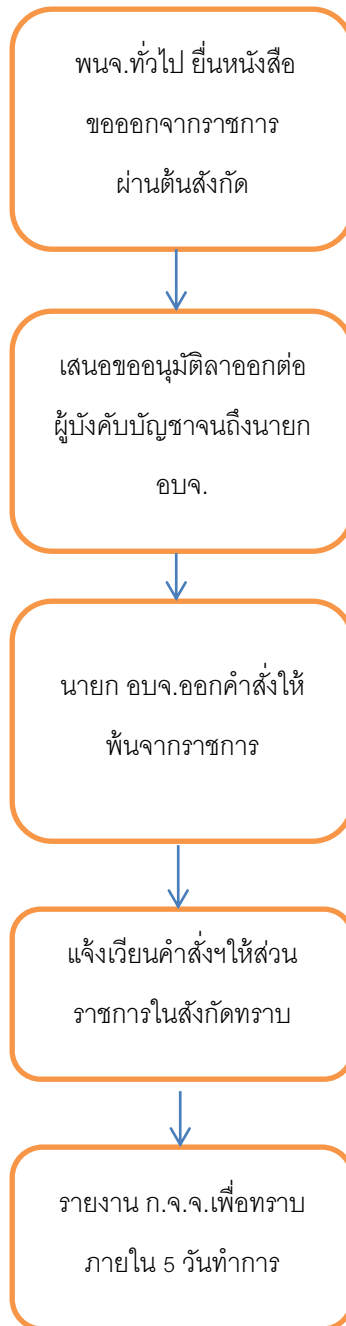 พนจ.ทั่วไป ยื่นหนังสือ
ขอออกจากราชการ
ผ่านต้นสังกัด
เสนอขออนุมัติลาออกต่อ
ผู้บังคับบัญชาจนถึงนายก
อบจ.
นายก อบจ.ออกคำสั่งให้
พ้นจากราชการ
แจ้งเวียนคำสั่งฯให้ส่วน
ราชการในสังกัดทราบ
รายงาน ก.จ.จ.เพื่อทราบ
ภายใน 5 วันทำการ